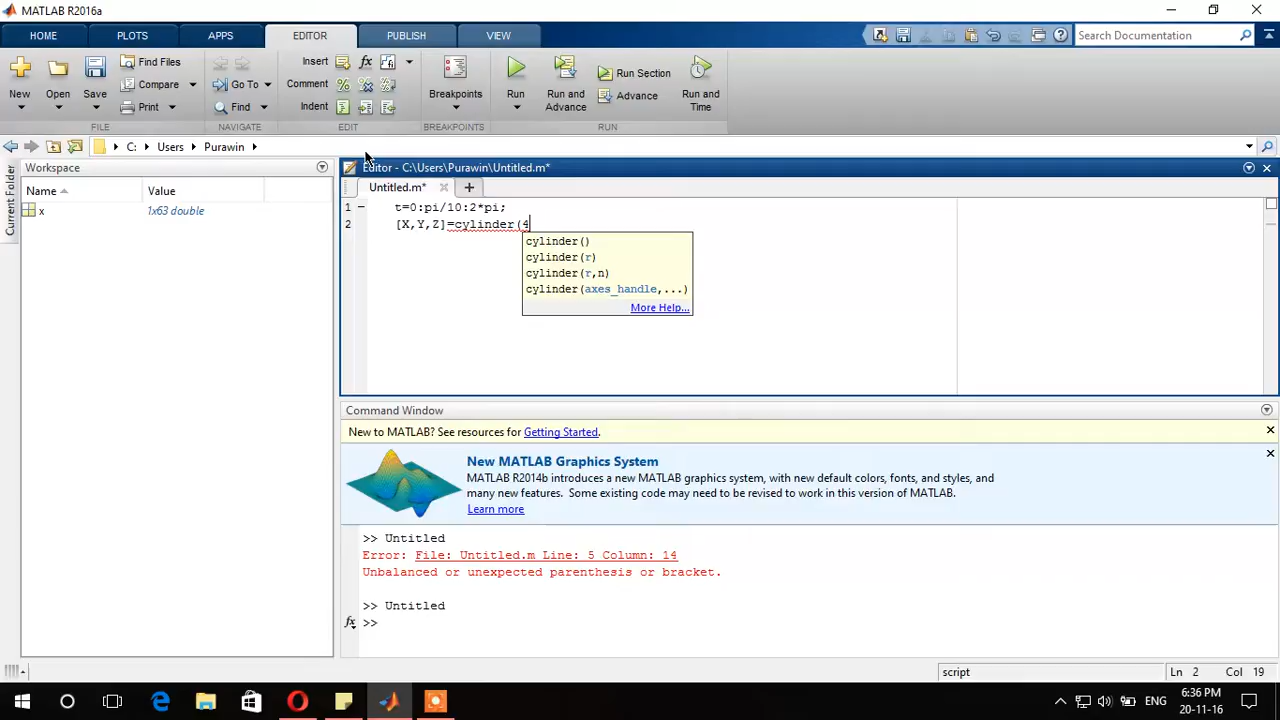 MATLAB R2016a
HOME PLOTS APPS EDITOR PUBLISH VIEW Search Documentation
New Open Save Find Files Compare Print
Go To Find
Insert fx
Comment
Indent
Breakpoints
Run Run and Advance Run Section Advance Run and Time
FILE NAVIGATE EDIT BREAKPOINTS RUN
C: Users Purawin
Current Folder
Workspace
Name Value
x 1x63 double
Editor - C:\Users\Purawin\Untitled.m*
Untitled.m*
1 t=0:pi/10:2*pi;
2 [X,Y,Z]=cylinder(4
cylinder()
cylinder(r)
cylinder(r,n)
cylinder(axes_handle,...)
More Help...
Command Window
New to MATLAB? See resources for Getting Started.
New MATLAB Graphics System
MATLAB R2014b introduces a new MATLAB graphics system, with new default colors, fonts, and styles, and
many new features. Some existing code may need to be revised to work in this version of MATLAB.
Learn more
>> Untitled
Error: File: Untitled.m Line: 5 Column: 14
Unbalanced or unexpected parenthesis or bracket.
>> Untitled
fx >>
script Ln 2 Col 19
ENG 6:36 PM
20-11-16